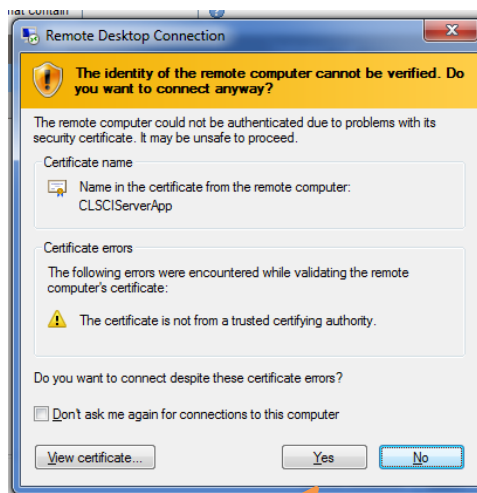 hat contain
Remote Desktop Connection
The identity of the remote computer cannot be verified. Do
you want to connect anyway?
The remote computer could not be authenticated due to problems with its
security certificate. It may be unsafe to proceed.
Certificate name
Name in the certificate from the remote computer:
CLSCIServerApp
Certificate errors
The following errors were encountered while validating the remote
computer's certificate:
The certificate is not from a trusted certifying authority.
Do you want to connect despite these certificate errors?
Don't ask me again for connections to this computer
View certificate...
Yes
No